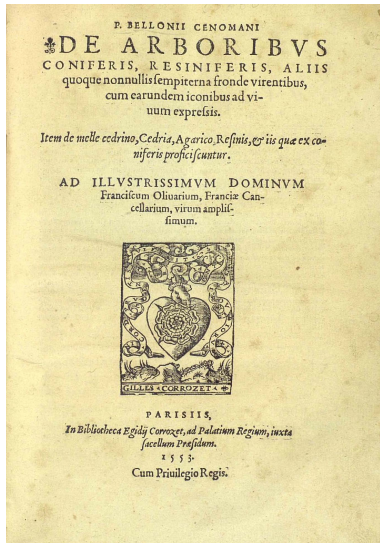 P. BELLONII CENOMANI
DE ARBORIBVS
CONIFERIS, RESINIFERIS, ALIIS
quoque nonnullis sempiterna fronde virentibus,
cum earundem iconibus ad vi-
uum expressis.
Item de melle cedrino, Cedria, Agarico, Resinis, & iis quæ ex co-
niferis proficiscuntur.
AD ILLVSTRISSIMVM DOMINVM
Franciscum Oliuarium, Franciæ Can-
cellarium, virum amplis-
simum.
GILLES CORROZET
PARISIIS,
In Bibliotheca Egidij Corrozet, ad Palatium Regium, iuxta
sacellum Præsidum.
1553.
Cum Priuilegio Regis.